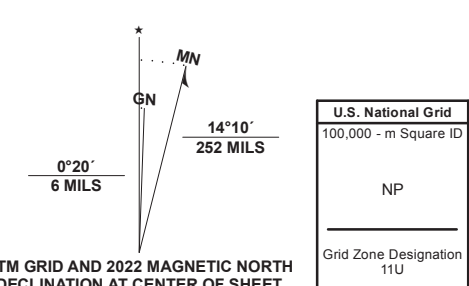 ★
MN
GN
14°10´
252 MILS
0°20´
6 MILS
TM GRID AND 2022 MAGNETIC NORTH
DECLINATION AT CENTER OF SHEET
U.S. National Grid
100,000 - m Square ID
NP
Grid Zone Designation
11U